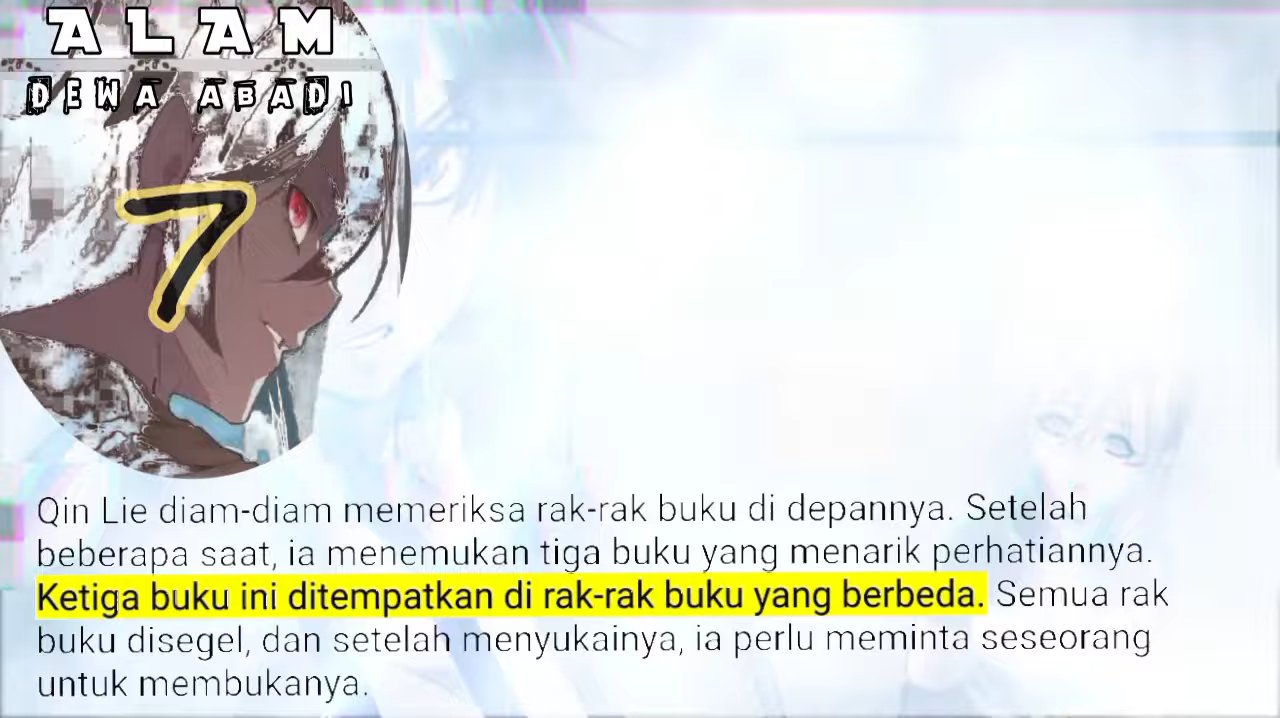 ALAM
DEWA ABADI
7
Qin Lie diam-diam memeriksa rak-rak buku di depannya. Setelah
beberapa saat, ia menemukan tiga buku yang menarik perhatiannya.
Ketiga buku ini ditempatkan di rak-rak buku yang berbeda. Semua rak
buku disegel, dan setelah menyukainya, ia perlu meminta seseorang
untuk membukanya.